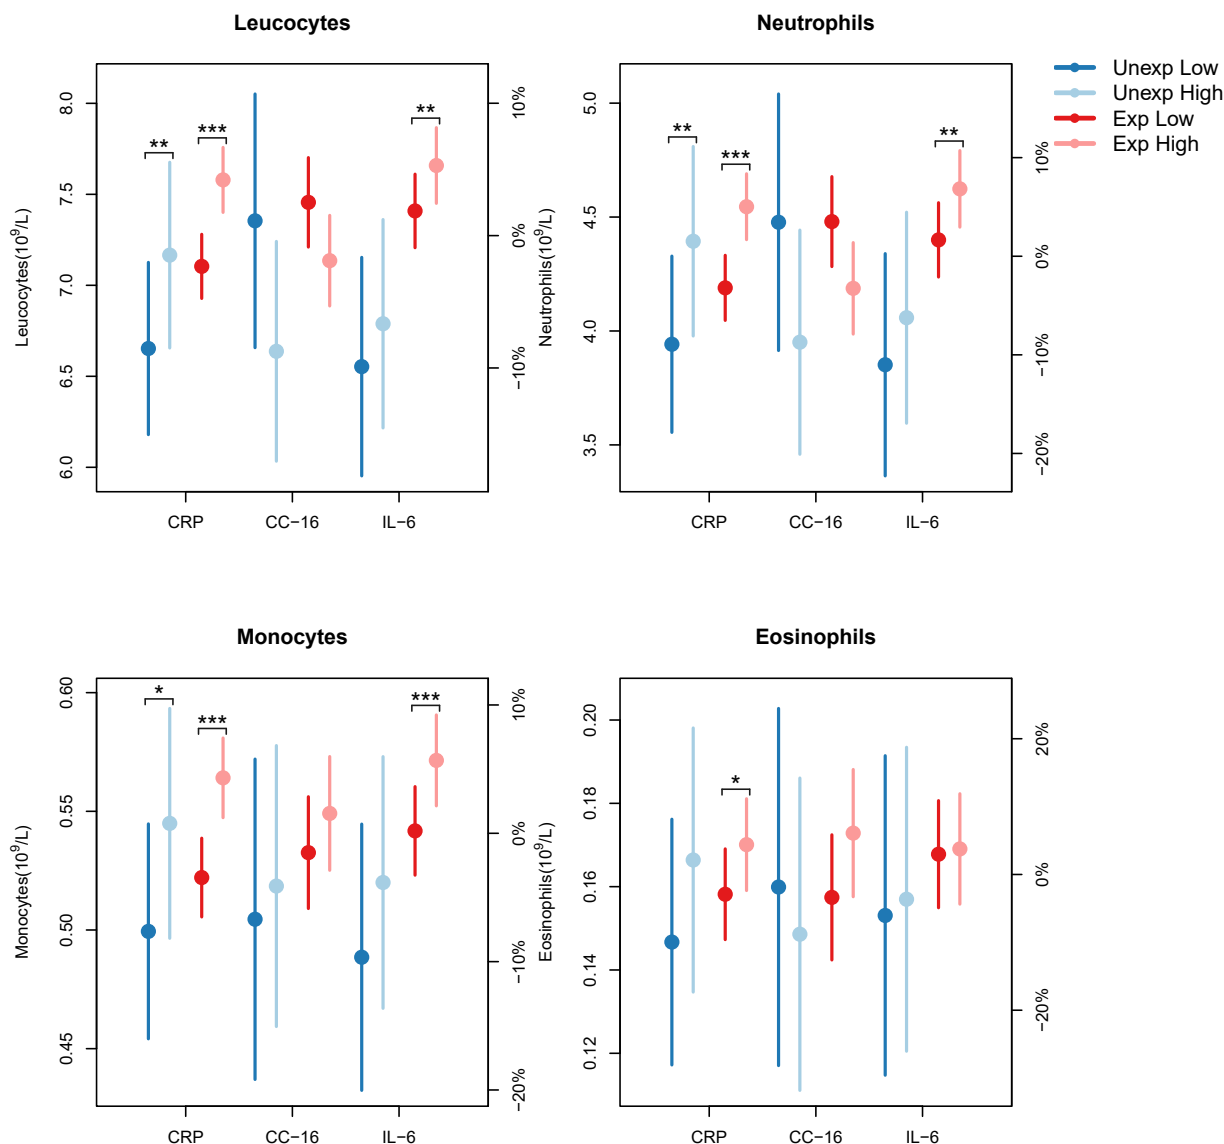 Leucocytes
Leucocytes(10⁹/L)
8.0
7.5
7.0
6.5
6.0
10%
0%
−10%
** *** **
CRP CC−16 IL−6
Neutrophils
Neutrophils(10⁹/L)
5.0
4.5
4.0
3.5
10%
0%
−10%
−20%
** *** **
CRP CC−16 IL−6
Unexp Low
Unexp High
Exp Low
Exp High
Monocytes
Monocytes(10⁹/L)
0.60
0.55
0.50
0.45
10%
0%
−10%
−20%
* *** ***
CRP CC−16 IL−6
Eosinophils
Eosinophils(10⁹/L)
0.20
0.18
0.16
0.14
0.12
20%
0%
−20%
*
CRP CC−16 IL−6